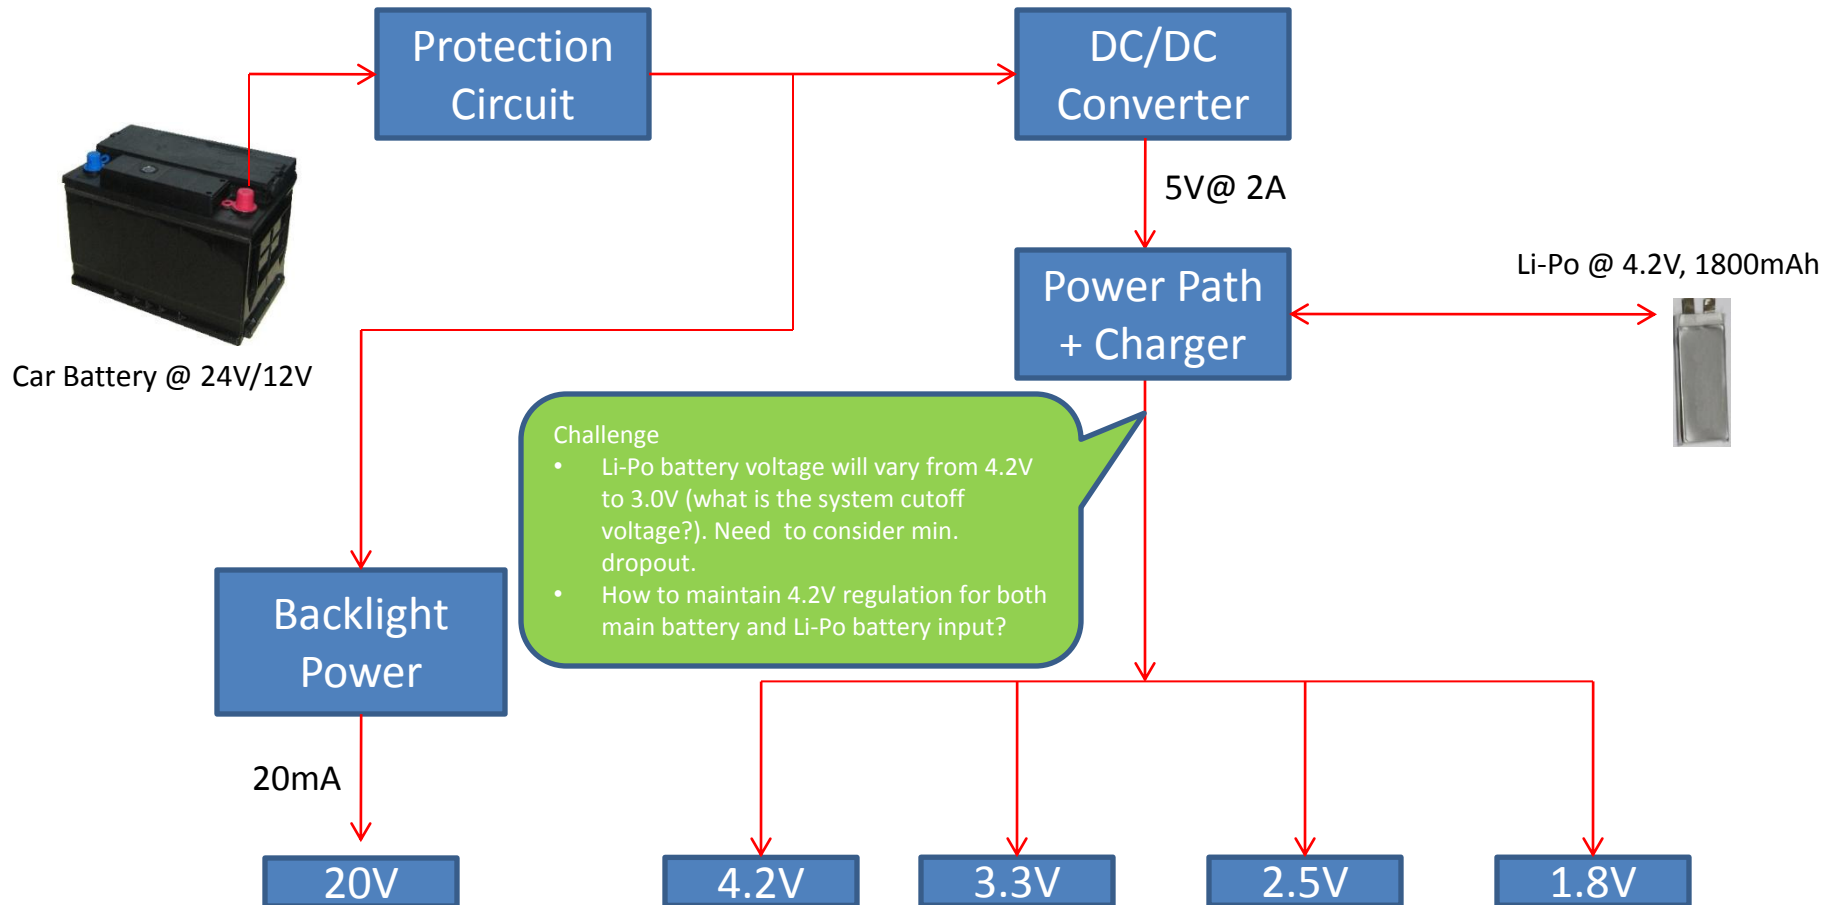 Protection
Circuit
DC/DC
Converter
5V@ 2A
Li-Po @ 4.2V, 1800mAh
Power Path
+ Charger
Car Battery @ 24V/12V
Challenge
• Li-Po battery voltage will vary from 4.2V
to 3.0V (what is the system cutoff
voltage?). Need to consider min.
dropout.
• How to maintain 4.2V regulation for both
main battery and Li-Po battery input?
Backlight
Power
20mA
20V
4.2V
3.3V
2.5V
1.8V